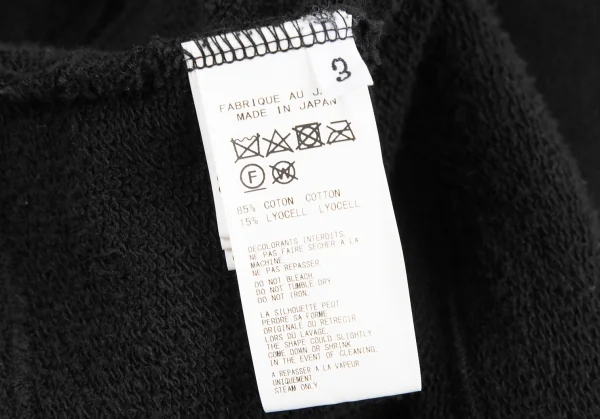 3
FABRIQUE AU J
MADE IN JAPAN
F W
85% COTON COTTON
15% LYOCELL LYOCELL
DECOLORANTS INTERDITS.
NE PAS FAIRE SECHER A LA
MACHINE.
NE PAS REPASSER.
DO NOT BLEACH.
DO NOT TUMBLE DRY.
DO NOT IRON.
LA SILHOUETTE PEUT
PERDRE SA FORME
ORIGINALE OU RETRECIR
LORS DU LAVAGE.
THE SHAPE COULD SLIGHTLY
COME DOWN OR SHRINK
IN THE EVENT OF CLEANING.
A REPASSER A LA VAPEUR
UNIQUEMENT
STEAM ONLY